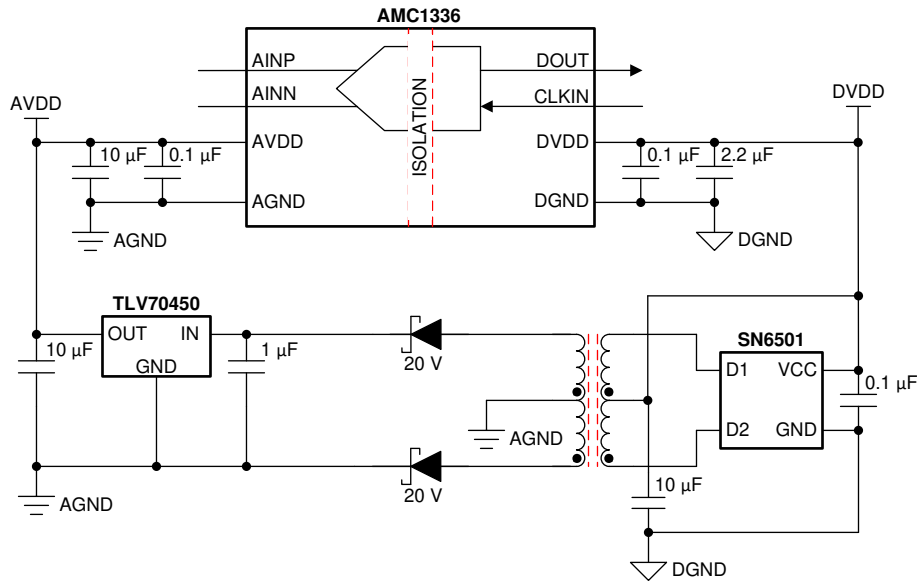 AMC1336
AINP
DOUT
AINN
CLKIN
AVDD
DVDD
ISOLATION
10 µF
0.1 µF
AVDD
DVDD
0.1 µF
2.2 µF
AGND
DGND
AGND
DGND
TLV70450
OUT
IN
GND
10 µF
1 µF
20 V
SN6501
D1
VCC
D2
GND
0.1 µF
AGND
20 V
10 µF
AGND
DGND